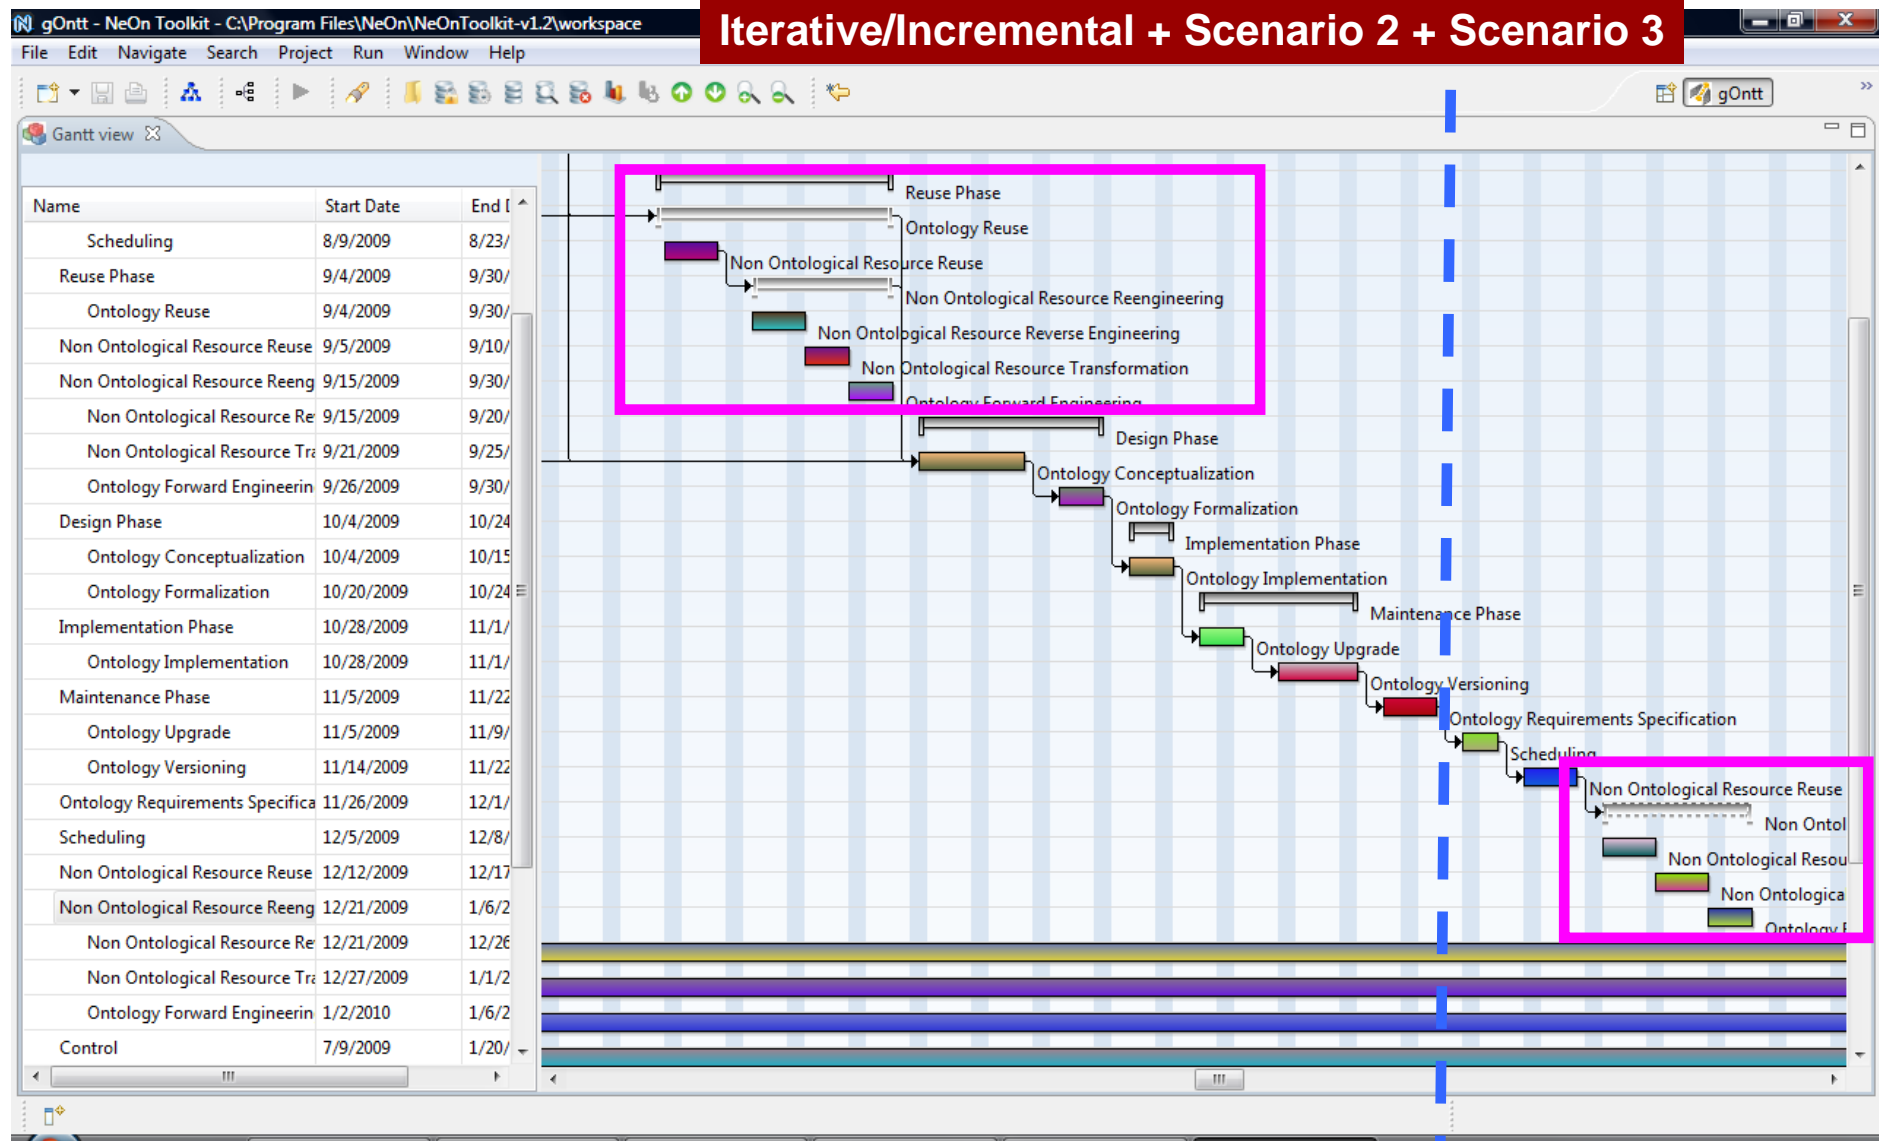 gOntt - NeOn Toolkit - C:\Program Files\NeOn\NeOnToolkit-v1.2\workspace
Iterative/Incremental + Scenario 2 + Scenario 3
File Edit Navigate Search Project Run Window Help
gOntt
Gantt view
Name Start Date End D
Scheduling 8/9/2009 8/23/
Reuse Phase 9/4/2009 9/30/
Ontology Reuse 9/4/2009 9/30/
Non Ontological Resource Reuse 9/5/2009 9/10/
Non Ontological Resource Reeng 9/15/2009 9/30/
Non Ontological Resource Re 9/15/2009 9/20/
Non Ontological Resource Tra 9/21/2009 9/25/
Ontology Forward Engineerin 9/26/2009 9/30/
Design Phase 10/4/2009 10/24
Ontology Conceptualization 10/4/2009 10/15
Ontology Formalization 10/20/2009 10/24
Implementation Phase 10/28/2009 11/1/
Ontology Implementation 10/28/2009 11/1/
Maintenance Phase 11/5/2009 11/22
Ontology Upgrade 11/5/2009 11/9/
Ontology Versioning 11/14/2009 11/22
Ontology Requirements Specifica 11/26/2009 12/1/
Scheduling 12/5/2009 12/8/
Non Ontological Resource Reuse 12/12/2009 12/17
Non Ontological Resource Reeng 12/21/2009 1/6/2
Non Ontological Resource Re 12/21/2009 12/26
Non Ontological Resource Tra 12/27/2009 1/1/2
Ontology Forward Engineerin 1/2/2010 1/6/2
Control 7/9/2009 1/20/
Reuse Phase
Ontology Reuse
Non Ontological Resource Reuse
Non Ontological Resource Reengineering
Non Ontological Resource Reverse Engineering
Non Ontological Resource Transformation
Ontology Forward Engineering
Design Phase
Ontology Conceptualization
Ontology Formalization
Implementation Phase
Ontology Implementation
Maintenance Phase
Ontology Upgrade
Ontology Versioning
Ontology Requirements Specification
Scheduling
Non Ontological Resource Reuse
Non Ontol
Non Ontological Resou
Non Ontologica
Ontology F